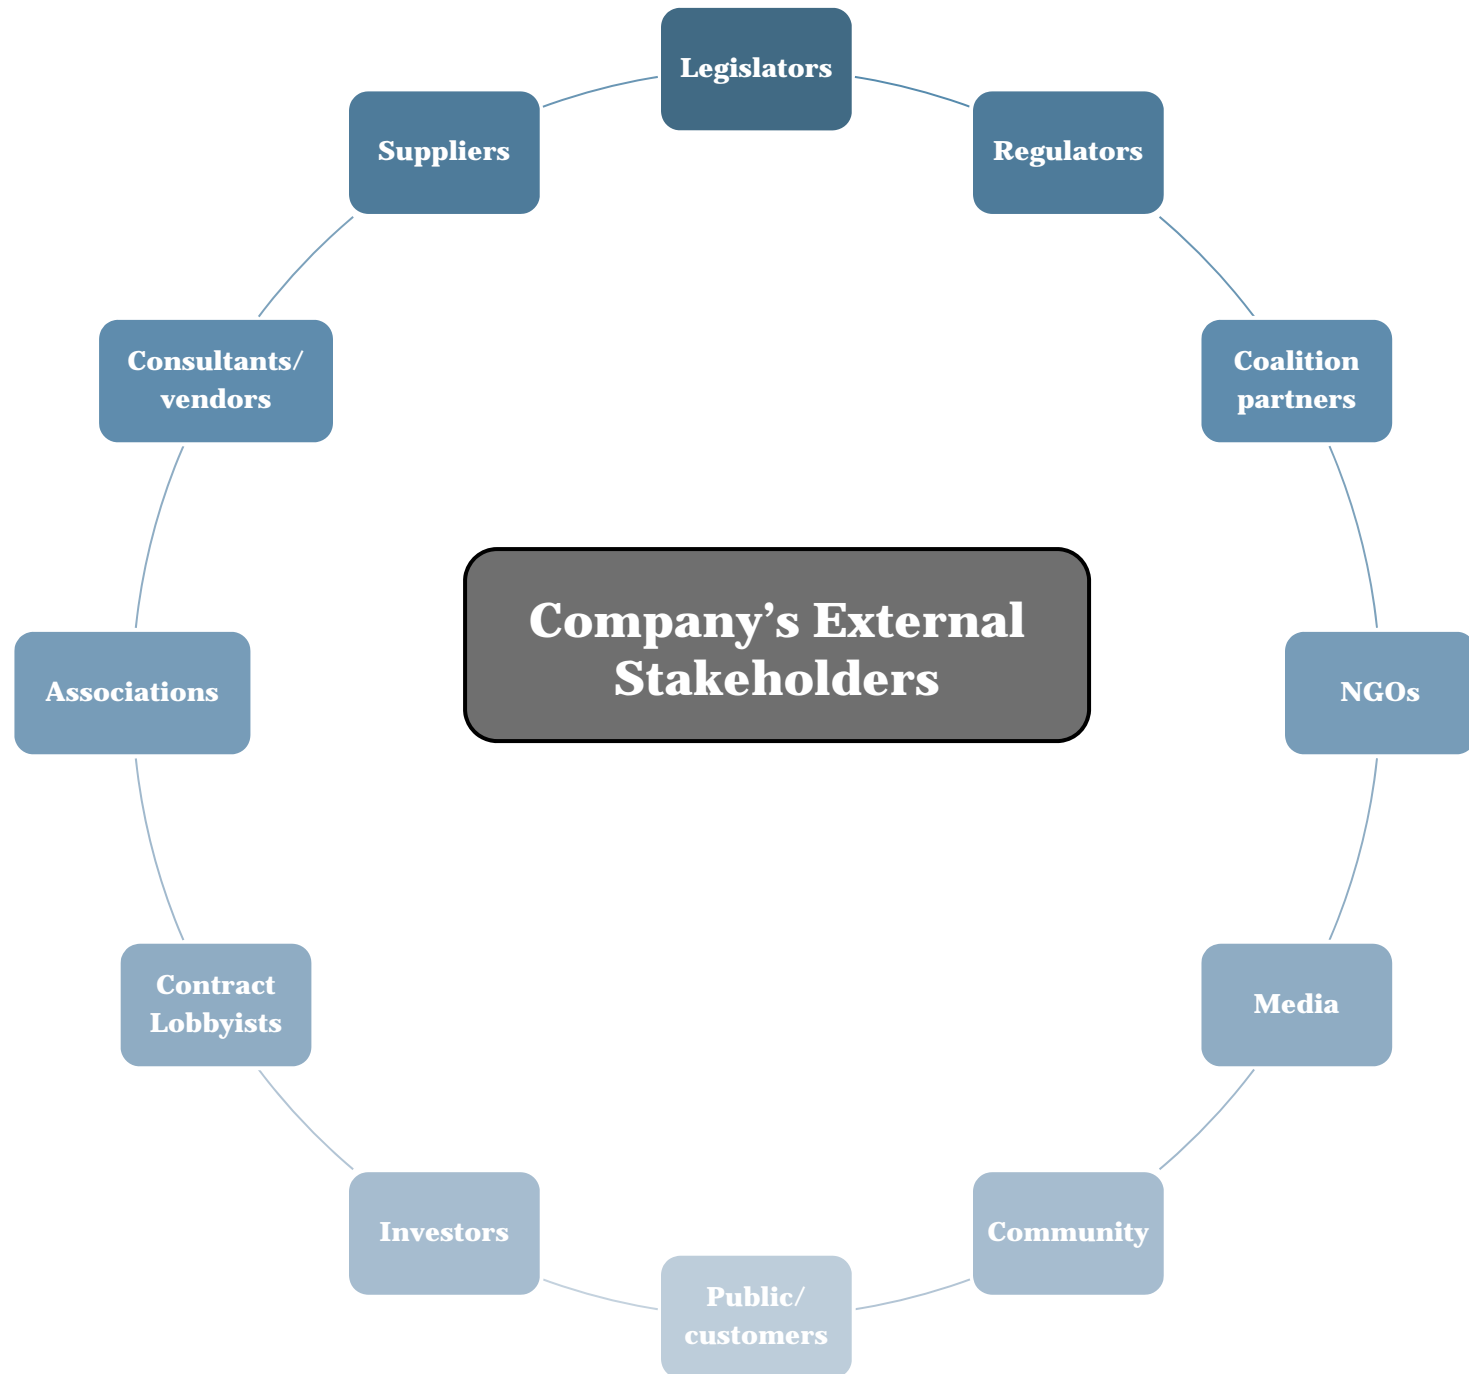 Legislators
Suppliers
Regulators
Consultants/
vendors
Coalition
partners
Company’s External
Stakeholders
Associations
NGOs
Contract
Lobbyists
Media
Investors
Community
Public/
customers